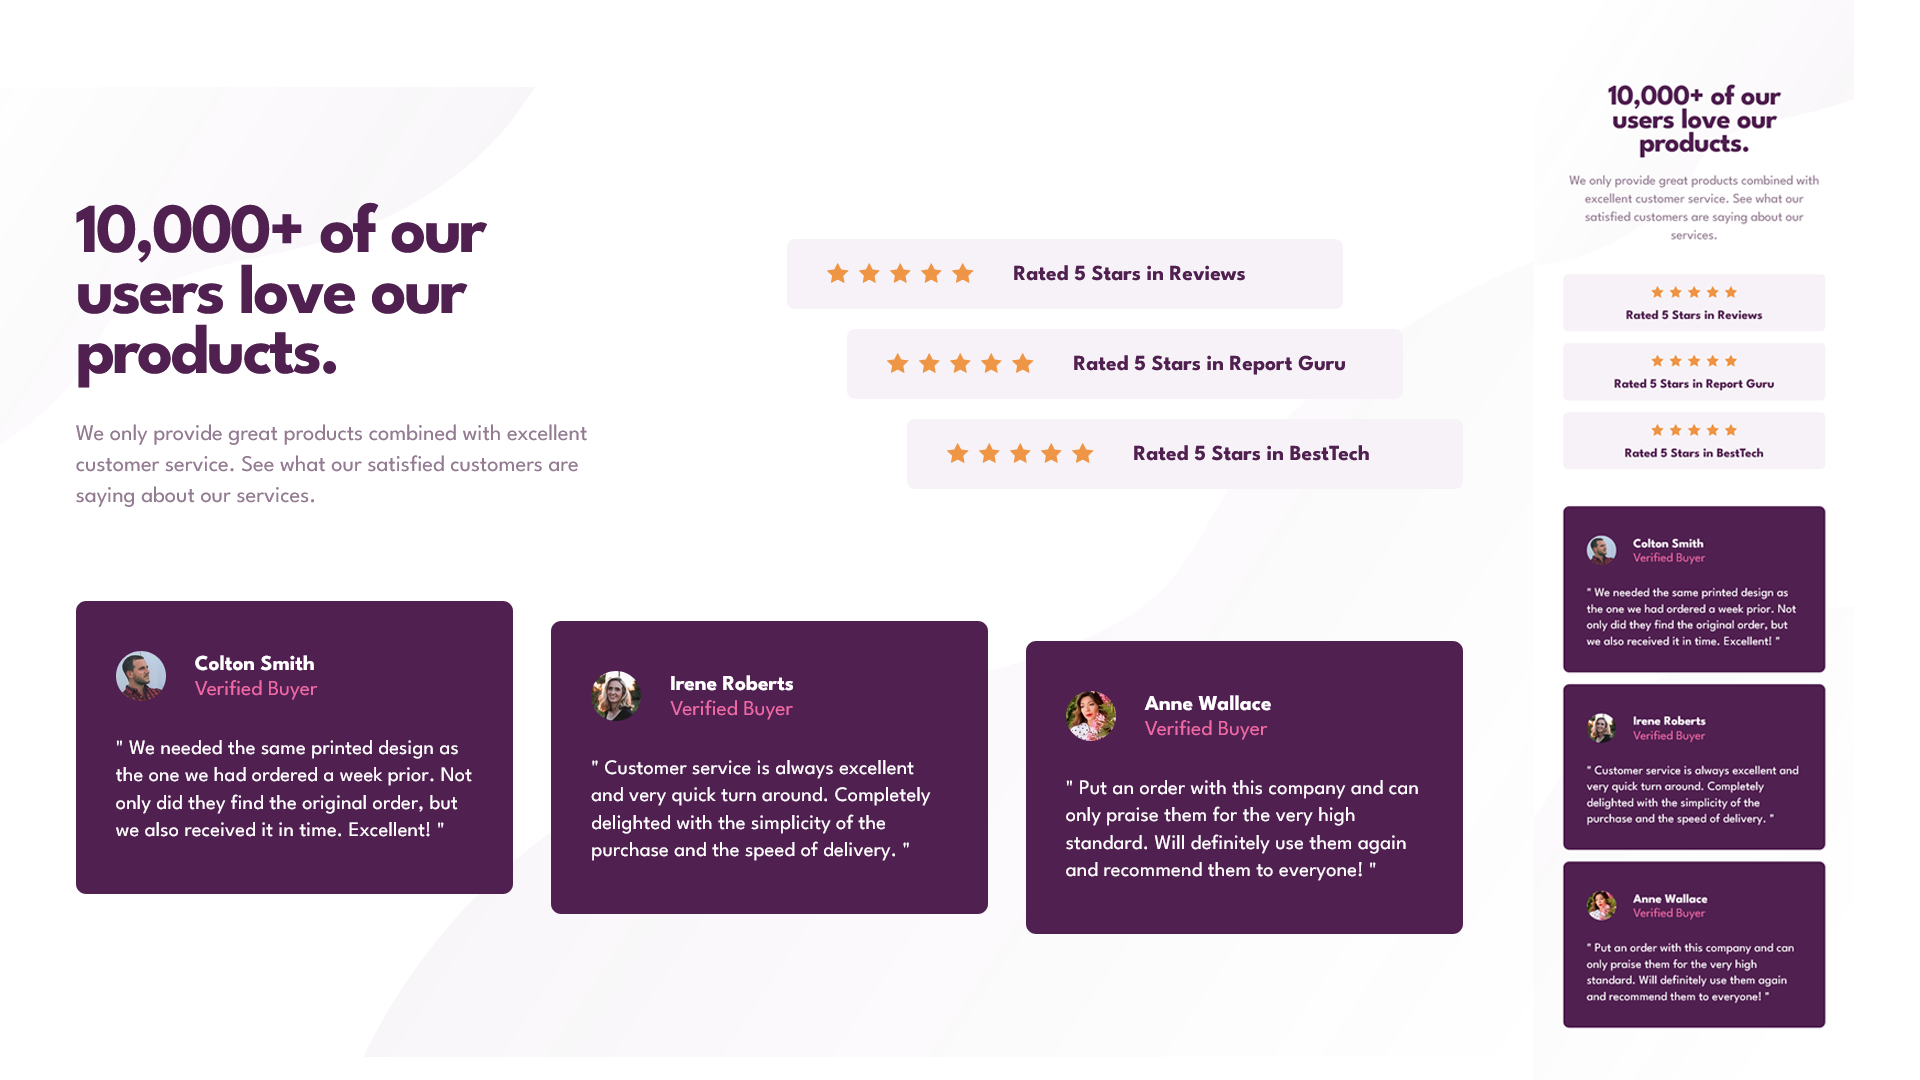 10,000+ of our
users love our
products.
We only provide great products combined with excellent
customer service. See what our satisfied customers are
saying about our services.
Rated 5 Stars in Reviews
Rated 5 Stars in Report Guru
Rated 5 Stars in BestTech
Colton Smith
Verified Buyer
" We needed the same printed design as
the one we had ordered a week prior. Not
only did they find the original order, but
we also received it in time. Excellent! "
Irene Roberts
Verified Buyer
" Customer service is always excellent
and very quick turn around. Completely
delighted with the simplicity of the
purchase and the speed of delivery. "
Anne Wallace
Verified Buyer
" Put an order with this company and can
only praise them for the very high
standard. Will definitely use them again
and recommend them to everyone! "
10,000+ of our
users love our
products.
We only provide great products combined with
excellent customer service. See what our
satisfied customers are saying about our
services.
Rated 5 Stars in Reviews
Rated 5 Stars in Report Guru
Rated 5 Stars in BestTech
Colton Smith
Verified Buyer
" We needed the same printed design as
the one we had ordered a week prior. Not
only did they find the original order, but
we also received it in time. Excellent! "
Irene Roberts
Verified Buyer
" Customer service is always excellent and
very quick turn around. Completely
delighted with the simplicity of the
purchase and the speed of delivery. "
Anne Wallace
Verified Buyer
" Put an order with this company and can
only praise them for the very high
standard. Will definitely use them again
and recommend them to everyone! "